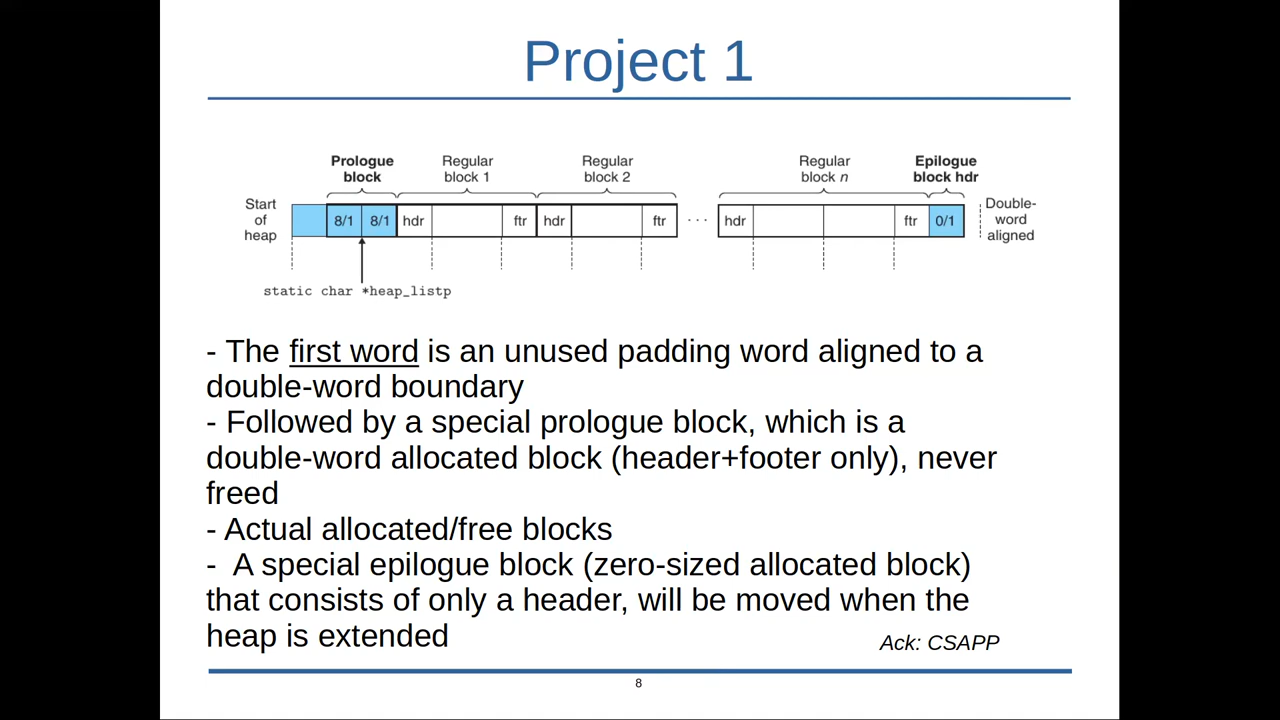 Project 1
Prologue block
Regular block 1
Regular block 2
Regular block n
Epilogue block hdr
Start of heap
8/1 8/1 hdr ftr hdr ftr ... hdr ftr 0/1
Double-word aligned
static char *heap_listp
- The first word is an unused padding word aligned to a
double-word boundary
- Followed by a special prologue block, which is a
double-word allocated block (header+footer only), never
freed
- Actual allocated/free blocks
- A special epilogue block (zero-sized allocated block)
that consists of only a header, will be moved when the
heap is extended
Ack: CSAPP
8